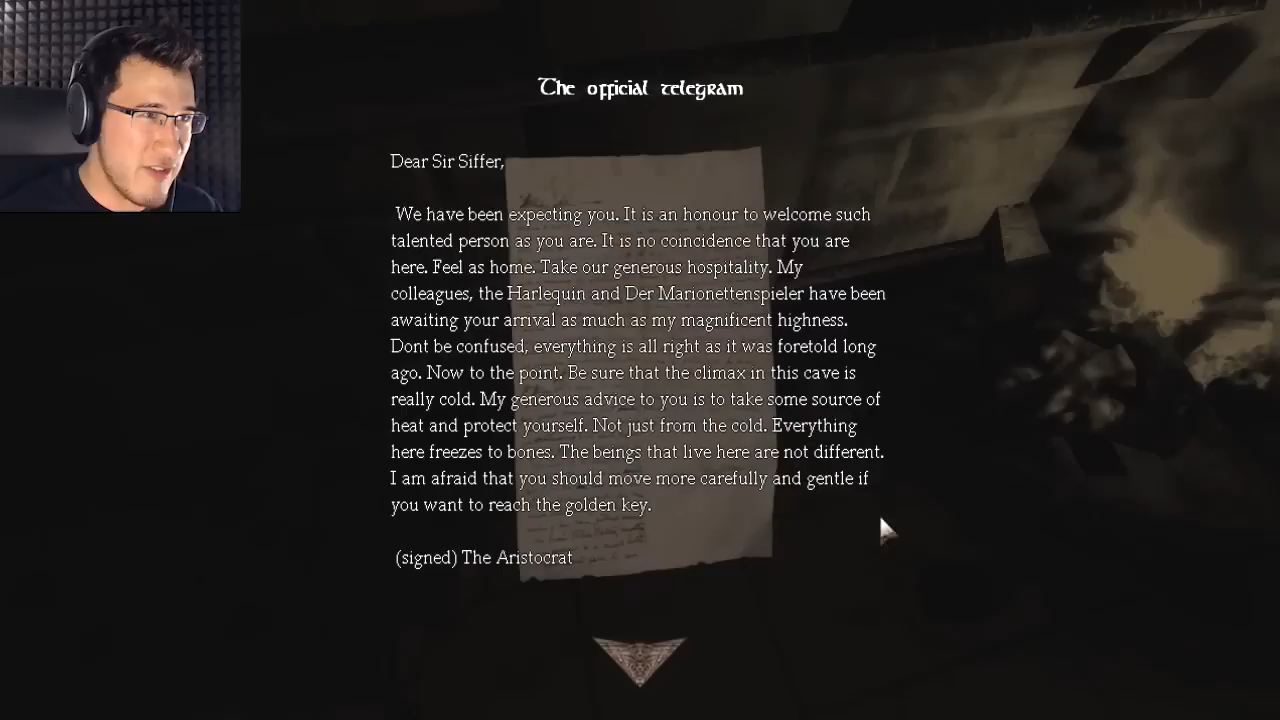 The official telegram
Dear Sir Siffer,
We have been expecting you. It is an honour to welcome such
talented person as you are. It is no coincidence that you are
here. Feel as home. Take our generous hospitality. My
colleagues, the Harlequin and Der Marionettenspieler have been
awaiting your arrival as much as my magnificent highness.
Dont be confused, everything is all right as it was foretold long
ago. Now to the point. Be sure that the climax in this cave is
really cold. My generous advice to you is to take some source of
heat and protect yourself. Not just from the cold. Everything
here freezes to bones. The beings that live here are not different.
I am afraid that you should move more carefully and gentle if
you want to reach the golden key.
(signed) The Aristocrat